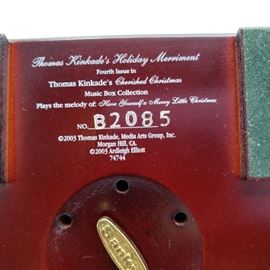 Thomas Kinkade's Holiday Merriment
Fourth Issue in
Thomas Kinkade's Cherished Christmas
Music Box Collection
Plays the melody of: Have Yourself a Merry Little Christmas
NO. B2085
©2003 Thomas Kinkade, Media Arts Group, Inc.
Morgan Hill, CA.
©2003 Ardleigh Elliott
74744
Sankyo